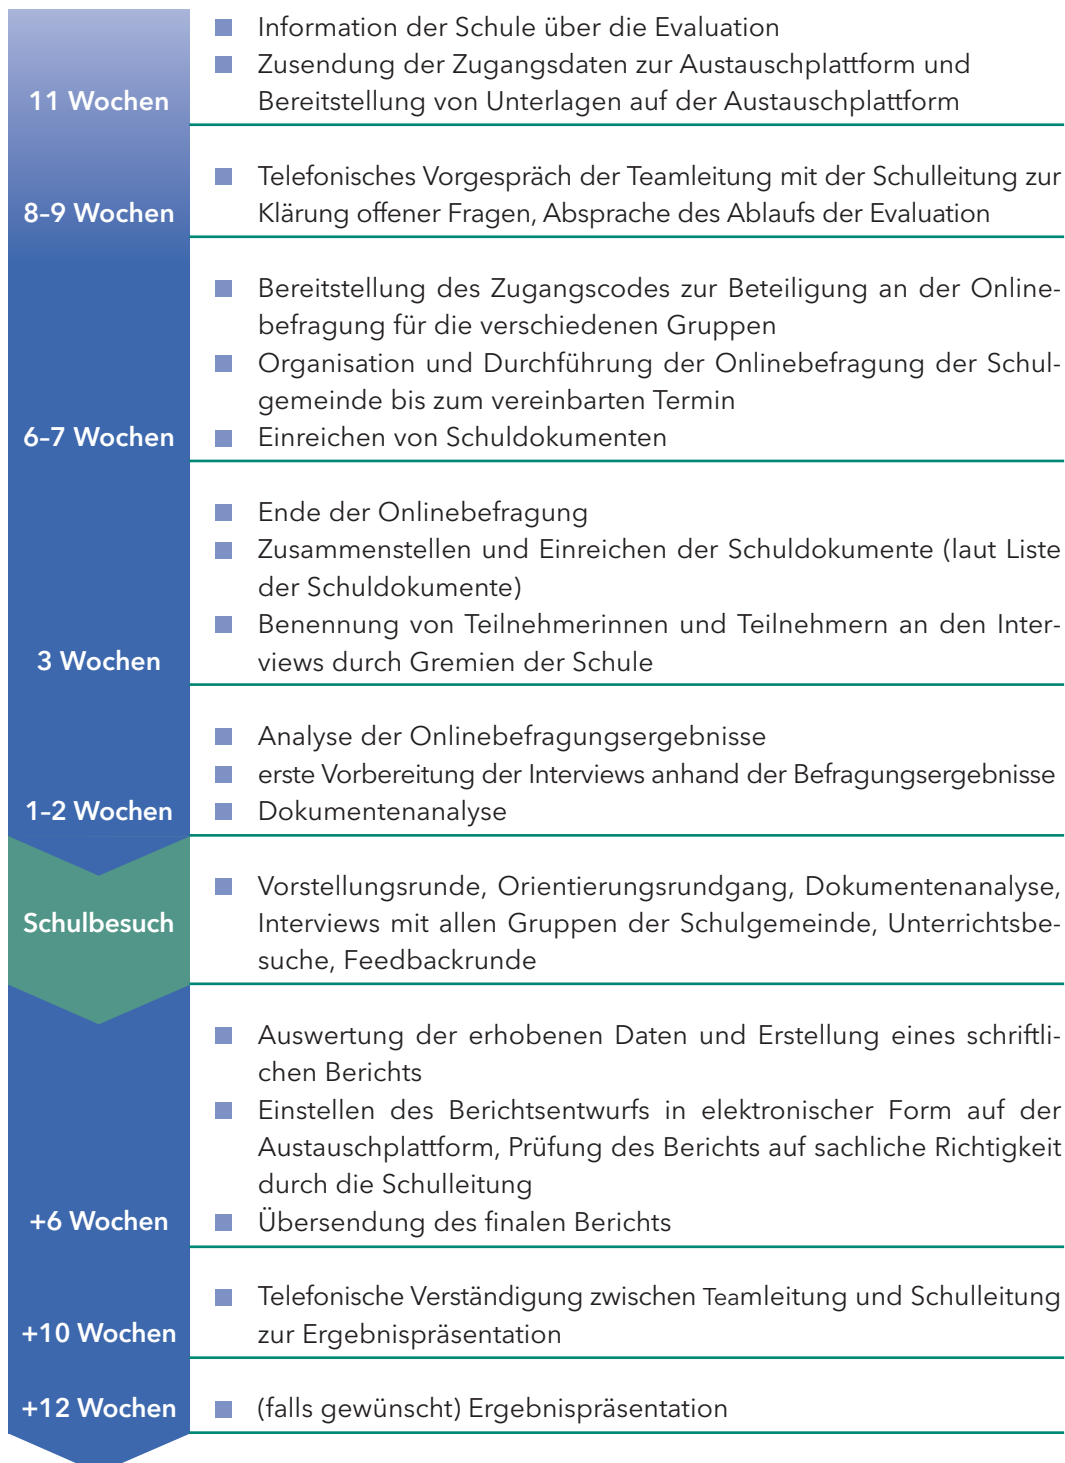 Information der Schule über die Evaluation
Zusendung der Zugangsdaten zur Austauschplattform und
11 Wochen
Bereitstellung von Unterlagen auf der Austauschplattform
Telefonisches Vorgespräch der Teamleitung mit der Schulleitung zur
8–9 Wochen
Klärung offener Fragen, Absprache des Ablaufs der Evaluation
Bereitstellung des Zugangscodes zur Beteiligung an der Online-
befragung für die verschiedenen Gruppen
Organisation und Durchführung der Onlinebefragung der Schul-
gemeinde bis zum vereinbarten Termin
6–7 Wochen
Einreichen von Schuldokumenten
Ende der Onlinebefragung
Zusammenstellen und Einreichen der Schuldokumente (laut Liste
der Schuldokumente)
Benennung von Teilnehmerinnen und Teilnehmern an den Inter-
3 Wochen
views durch Gremien der Schule
Analyse der Onlinebefragungsergebnisse
erste Vorbereitung der Interviews anhand der Befragungsergebnisse
1–2 Wochen
Dokumentenanalyse
Vorstellungsrunde, Orientierungsrundgang, Dokumentenanalyse,
Schulbesuch
Interviews mit allen Gruppen der Schulgemeinde, Unterrichtsbe-
suche, Feedbackrunde
Auswertung der erhobenen Daten und Erstellung eines schriftli-
chen Berichts
Einstellen des Berichtsentwurfs in elektronischer Form auf der
Austauschplattform, Prüfung des Berichts auf sachliche Richtigkeit
durch die Schulleitung
+6 Wochen
Übersendung des finalen Berichts
Telefonische Verständigung zwischen Teamleitung und Schulleitung
+10 Wochen
zur Ergebnispräsentation
+12 Wochen
(falls gewünscht) Ergebnispräsentation